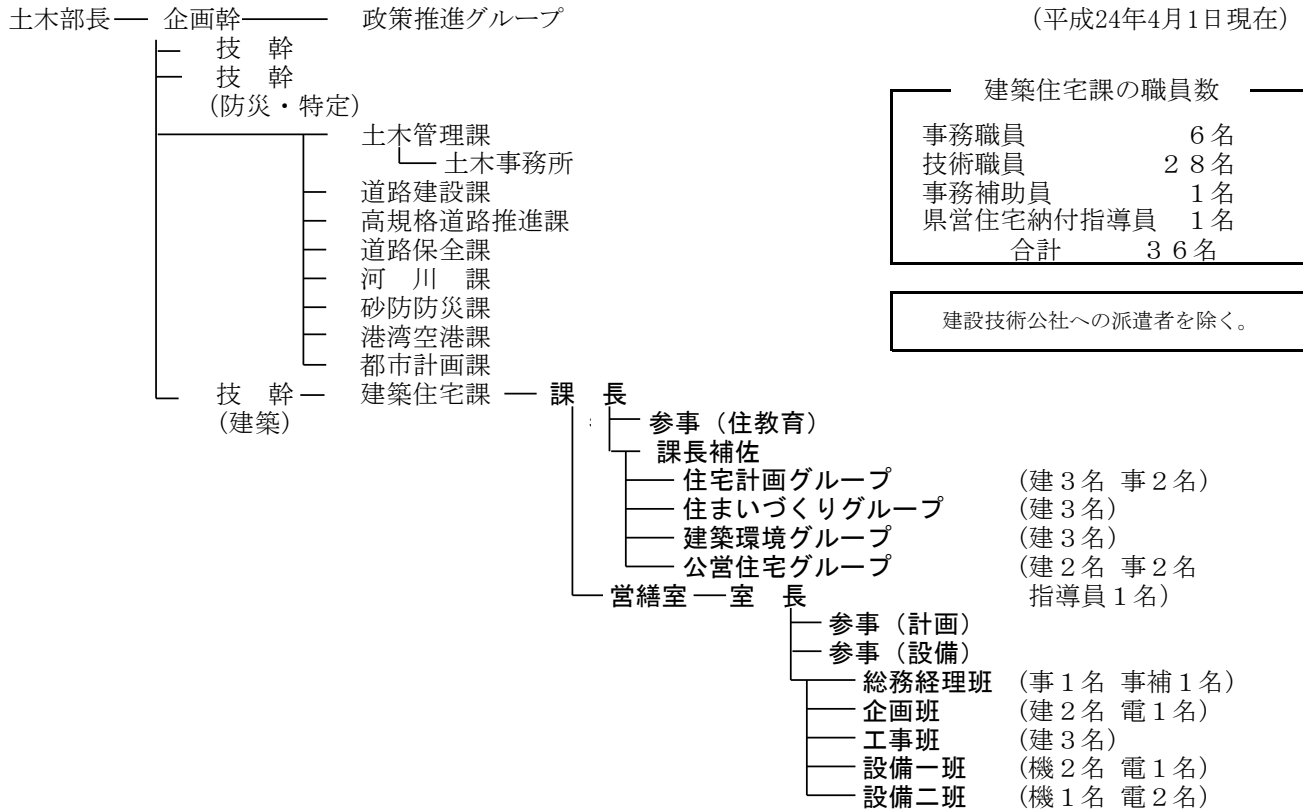 土木部長 企画幹 政策推進グループ (平成24年4月1日現在)
技 幹
技 幹
(防災・特定)
土木管理課
土木事務所
道路建設課
高規格道路推進課
道路保全課
河 川 課
砂防防災課
港湾空港課
都市計画課
技 幹 建築住宅課 課 長
(建築)
参事（住教育）
課長補佐
住宅計画グループ (建３名 事２名)
住まいづくりグループ (建３名)
建築環境グループ (建３名)
公営住宅グループ (建２名 事２名
営繕室 室 長 指導員１名)
参事（計画）
参事（設備）
総務経理班 (事１名 事補１名)
企画班 (建２名 電１名)
工事班 (建３名)
設備一班 (機２名 電１名)
設備二班 (機１名 電２名)
建築住宅課の職員数
事務職員 ６名
技術職員 ２８名
事務補助員 １名
県営住宅納付指導員 １名
合計 ３６名
建設技術公社への派遣者を除く。